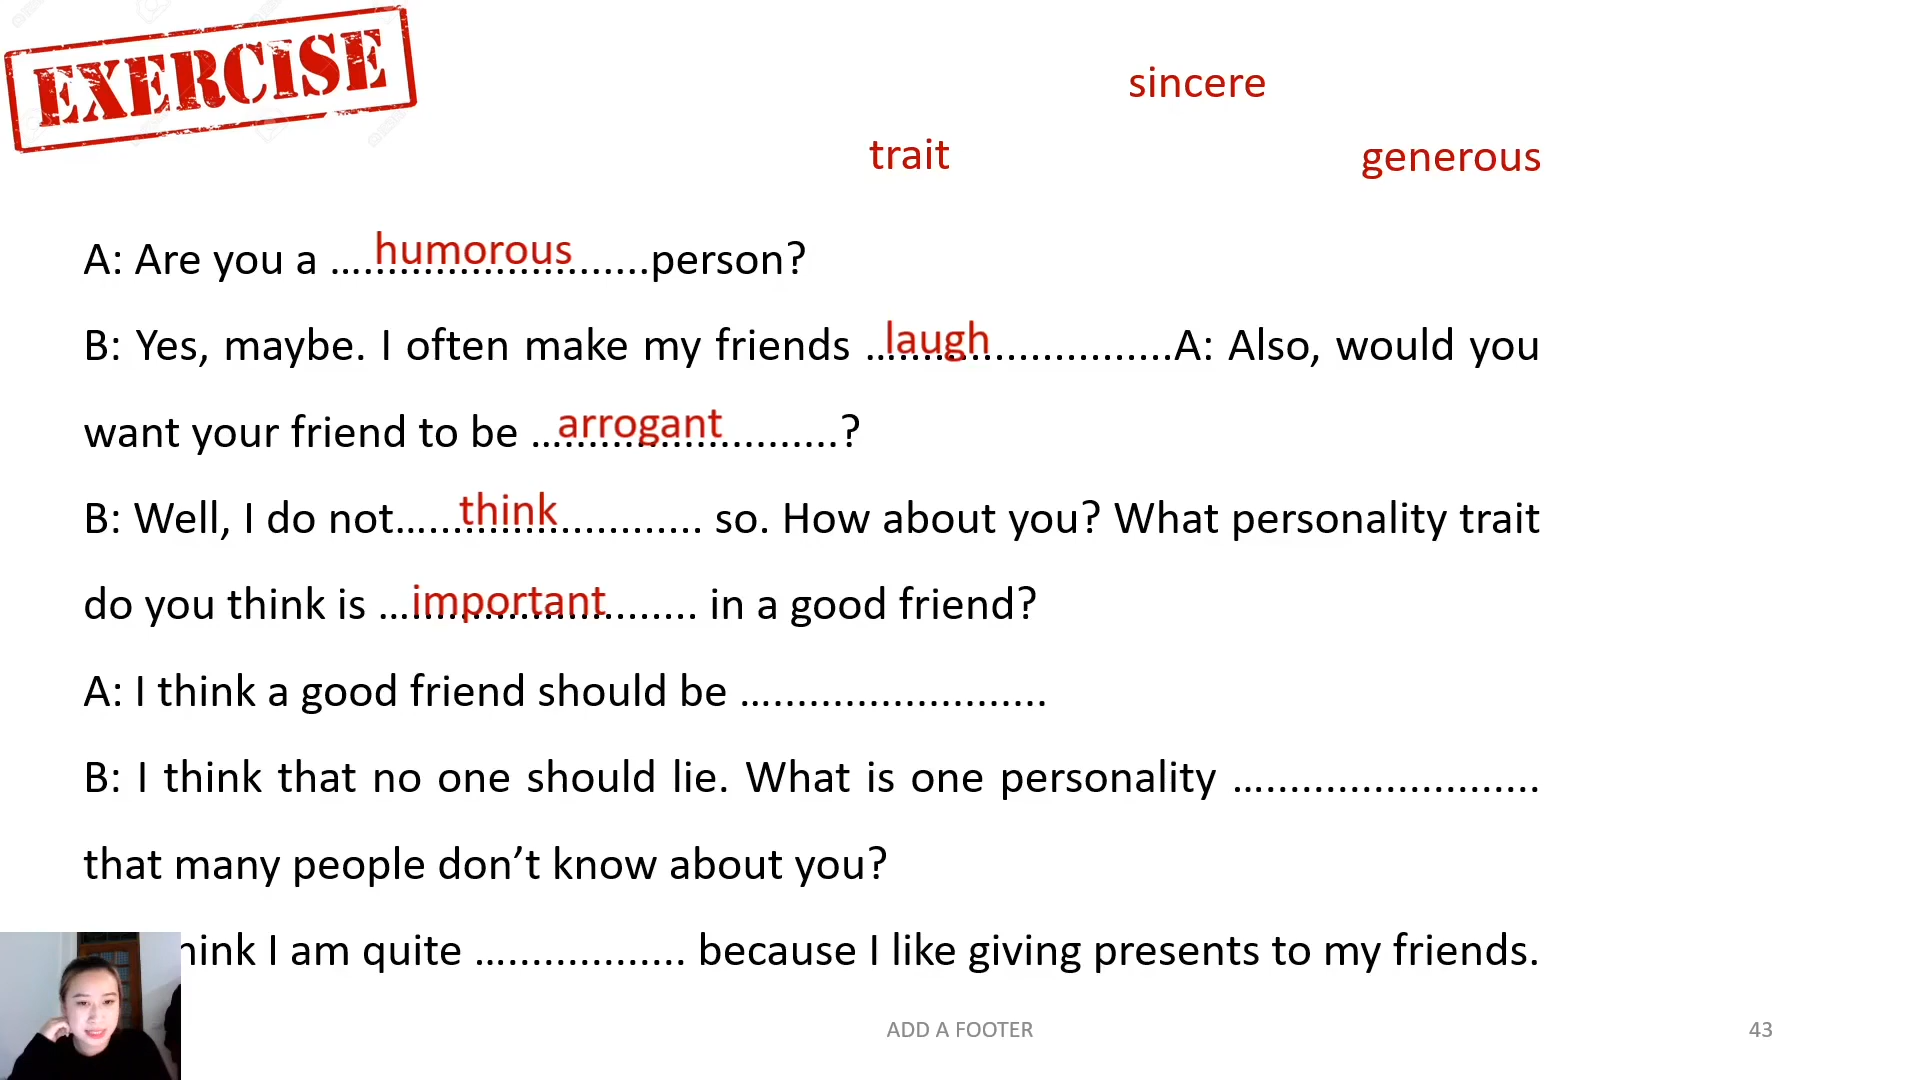 EXERCISE
sincere
trait
generous
A: Are you a ...humorous...........................person?
B: Yes, maybe. I often make my friends ...laugh...........................A: Also, would you
want your friend to be ...arrogant...........................?
B: Well, I do not...think........................... so. How about you? What personality trait
do you think is ...important........................... in a good friend?
A: I think a good friend should be …........................
B: I think that no one should lie. What is one personality …........................
that many people don’t know about you?
hink I am quite …............... because I like giving presents to my friends.
ADD A FOOTER
43